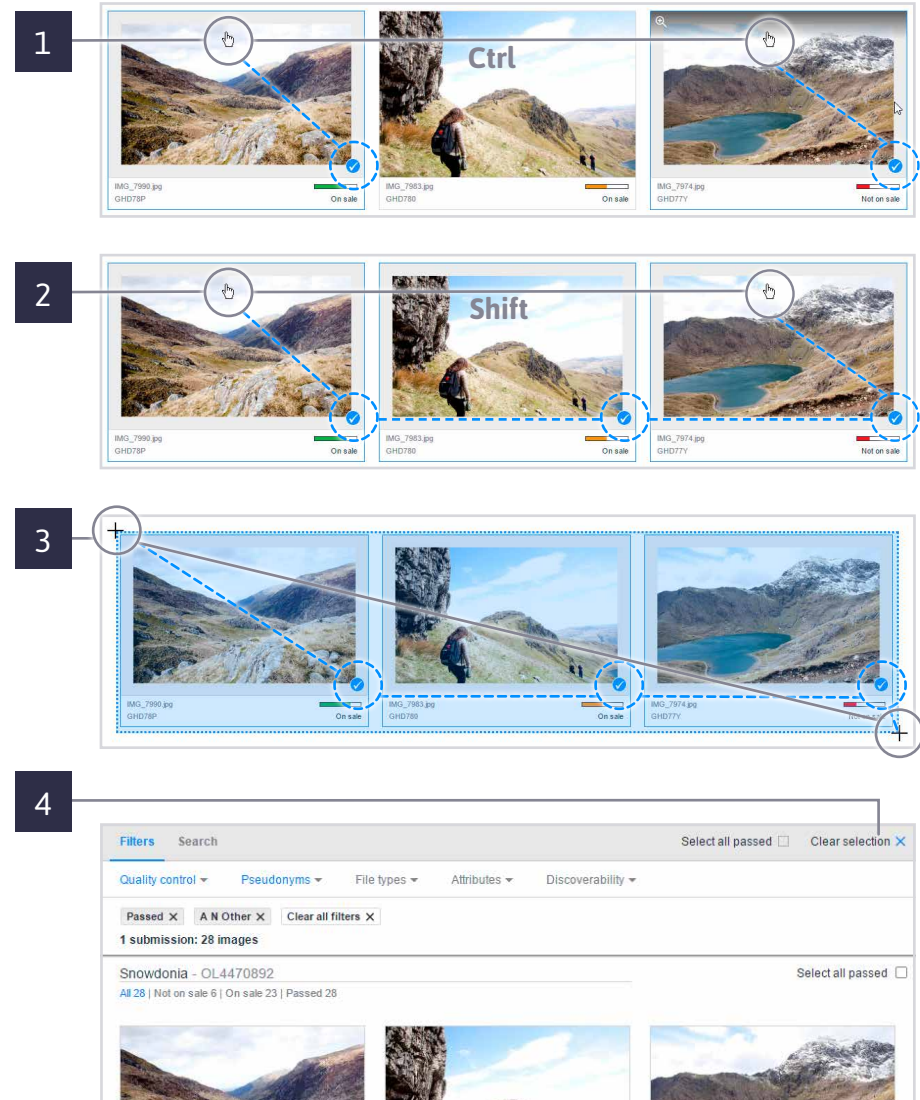 1
Ctrl
IMG_7990.jpg
GHD78P On sale
IMG_7983.jpg
GHD780 On sale
IMG_7974.jpg
GHD77Y Not on sale
2
Shift
IMG_7990.jpg
GHD78P On sale
IMG_7983.jpg
GHD780 On sale
IMG_7974.jpg
GHD77Y Not on sale
3
IMG_7990.jpg
GHD78P On sale
IMG_7983.jpg
GHD780 On sale
IMG_7974.jpg
GHD77Y Not on sale
4
Filters Search Select all passed Clear selection X
Quality control Pseudonyms File types Attributes Discoverability
Passed X A N Other X Clear all filters X
1 submission: 28 images
Snowdonia - OL4470892 Select all passed
All 28 | Not on sale 6 | On sale 23 | Passed 28